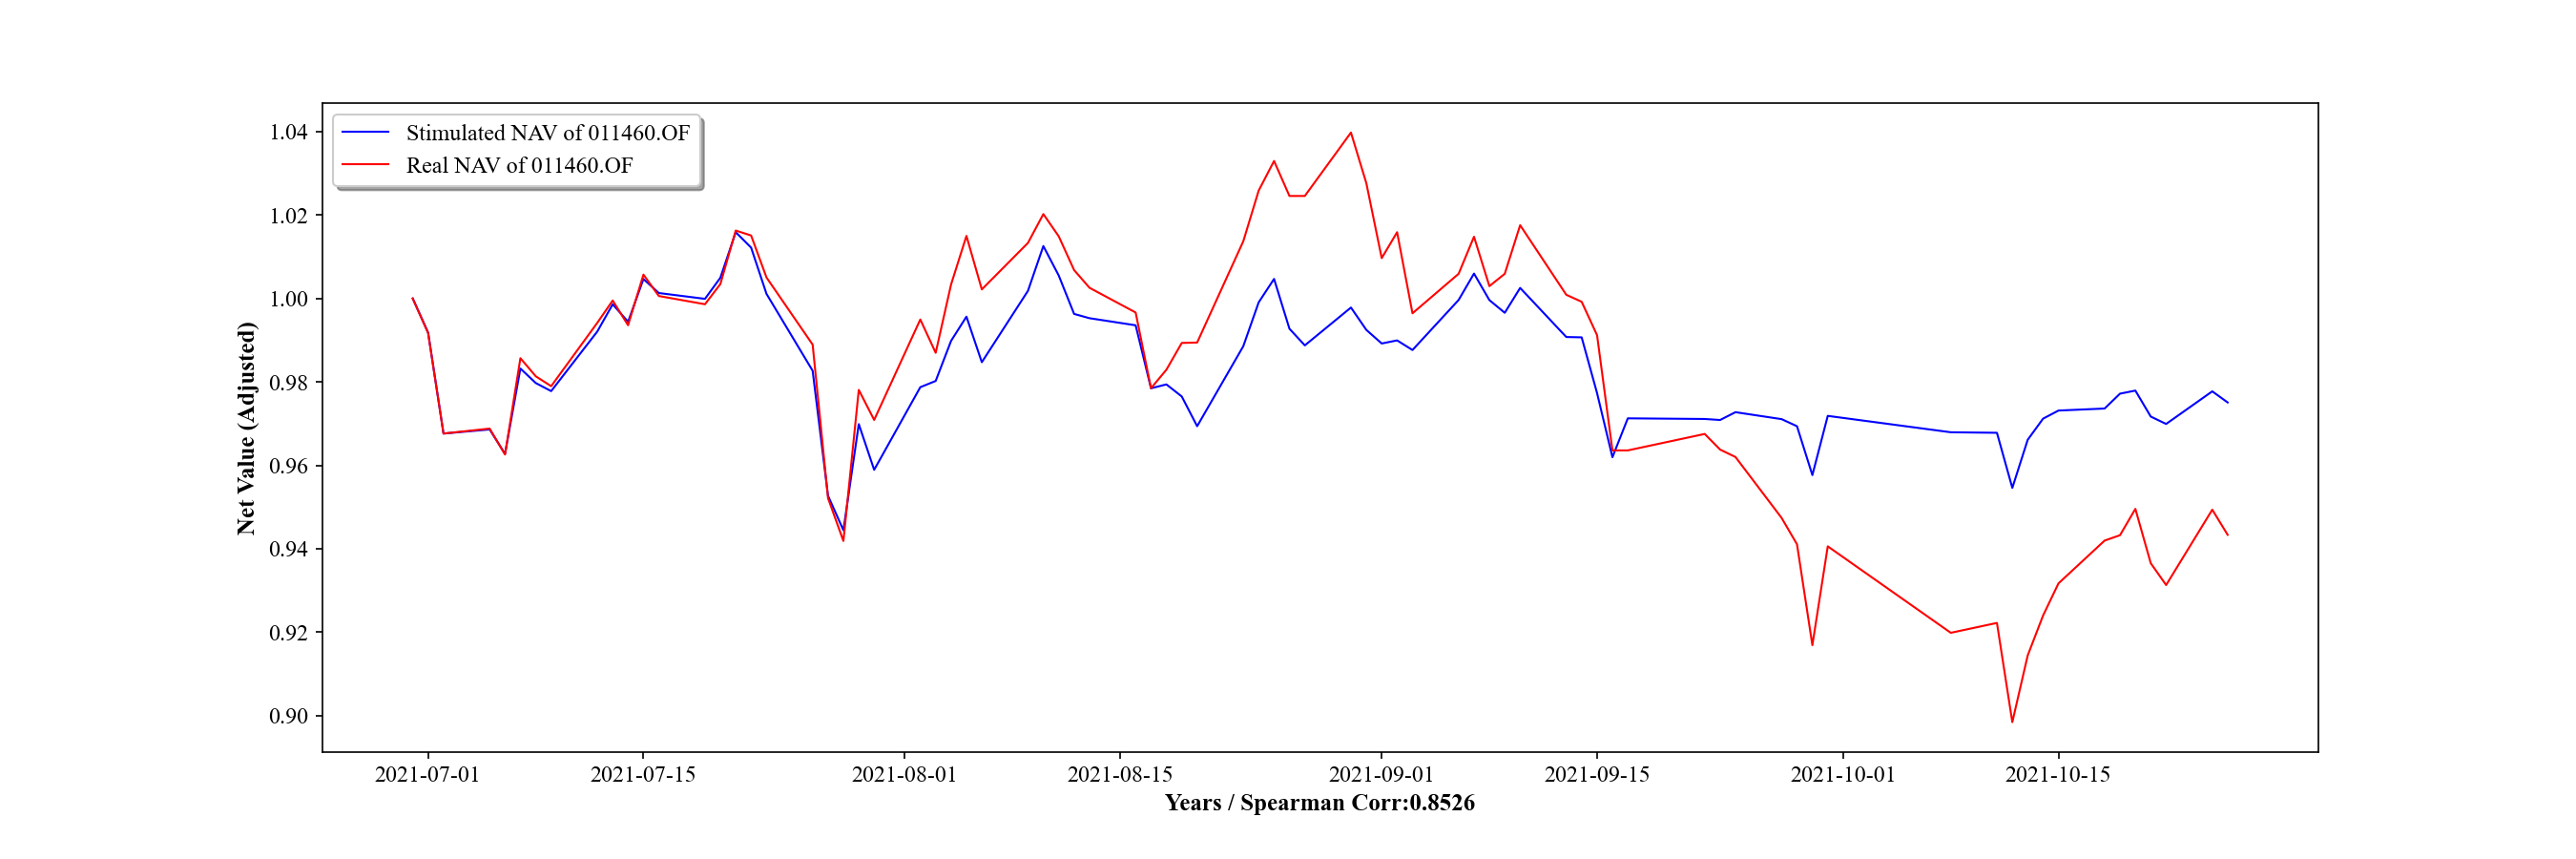 Stimulated NAV of 011460.OF
Real NAV of 011460.OF
Net Value (Adjusted)
1.04
1.02
1.00
0.98
0.96
0.94
0.92
0.90
2021-07-01 2021-07-15 2021-08-01 2021-08-15 2021-09-01 2021-09-15 2021-10-01 2021-10-15
Years / Spearman Corr:0.8526